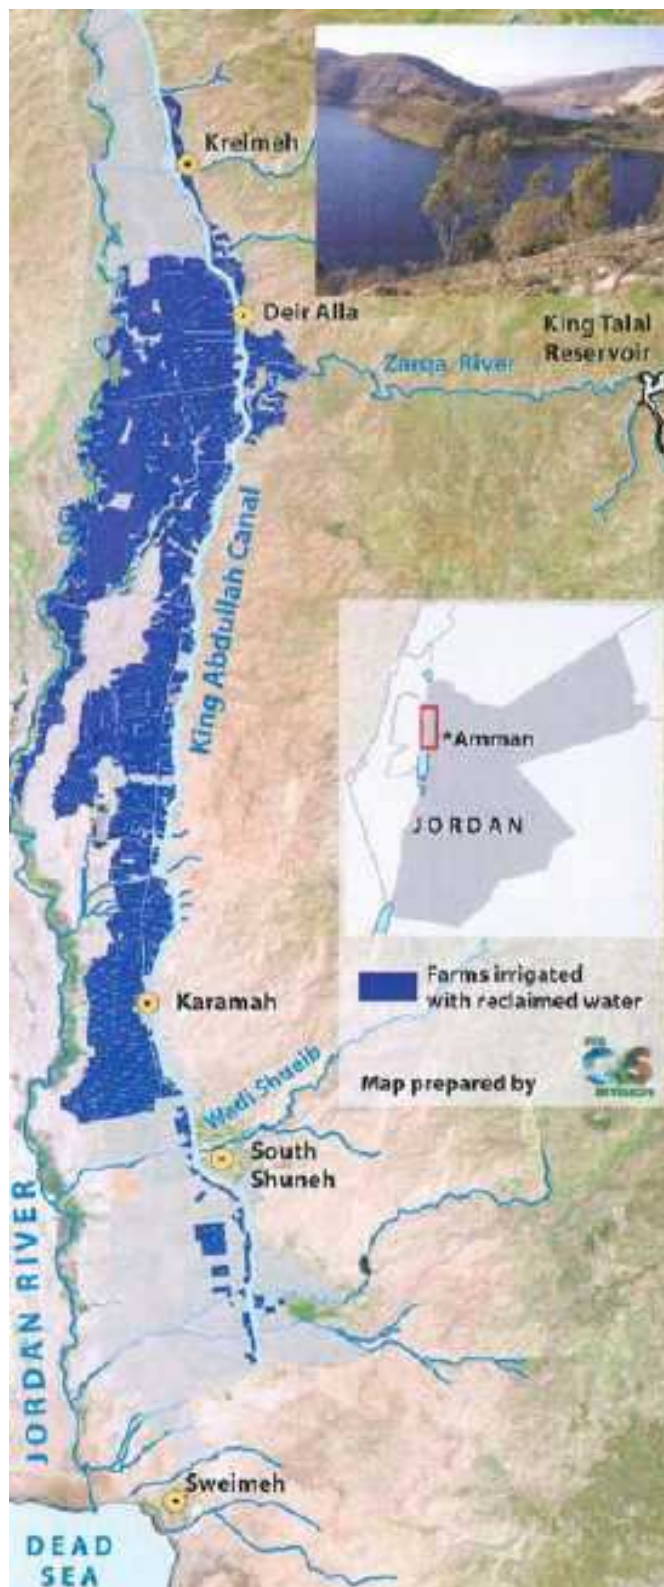 Kreimeh
Deir Alla
King Talal
Reservoir
Zarqa River
King Abdullah Canal
*Amman
JORDAN
Farms irrigated
with reclaimed water
Karamah
Map prepared by
GIS
Wadi Shueib
South
Shuneh
JORDAN RIVER
Sweimeh
DEAD
SEA